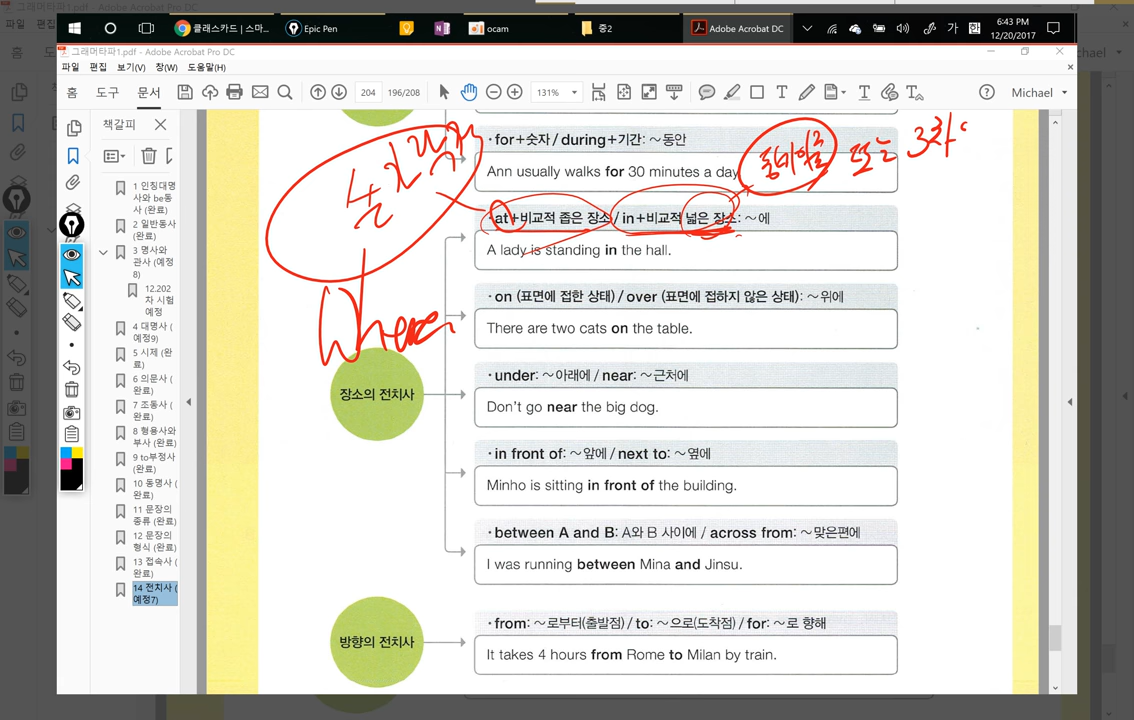 클래스카드 | 스마...
Epic Pen
ocam
중2
Adobe Acrobat Pro DC
가
6:43 PM
12/20/2017
그래머타파1.pdf - Adobe Acrobat Pro DC
파일 편집 보기(V) 창(W) 도움말(H)
홈 도구 문서
204 196/208
131%
Michael
책갈피
1 인칭대명사와 be동사 (완료)
2 일반동사 (완료)
3 명사와 관사 (예정8)
12.202차 시험 예정
4 대명사 (예정9)
5 시제 (완료)
6 의문사 (완료)
7 조동사 (완료)
8 형용사와 부사 (완료)
9 to부정사 (완료)
10 동명사 (완료)
11 문장의 종류 (완료)
12 문장의 형식 (완료)
13 접속사 (완료)
14 전치사 (예정7)
·for+숫자 / during+기간: ~동안
Ann usually walks for 30 minutes a day
또는 3차
·at+비교적 좁은 장소 / in+비교적 넓은 장소: ~에
A lady is standing in the hall.
Where
·on (표면에 접한 상태) / over (표면에 접하지 않은 상태): ~위에
There are two cats on the table.
장소의 전치사
·under: ~아래에 / near: ~근처에
Don't go near the big dog.
·in front of: ~앞에 / next to: ~옆에
Minho is sitting in front of the building.
·between A and B: A와 B 사이에 / across from: ~맞은편에
I was running between Mina and Jinsu.
방향의 전치사
·from: ~로부터(출발점) / to: ~으로(도착점) / for: ~로 향해
It takes 4 hours from Rome to Milan by train.